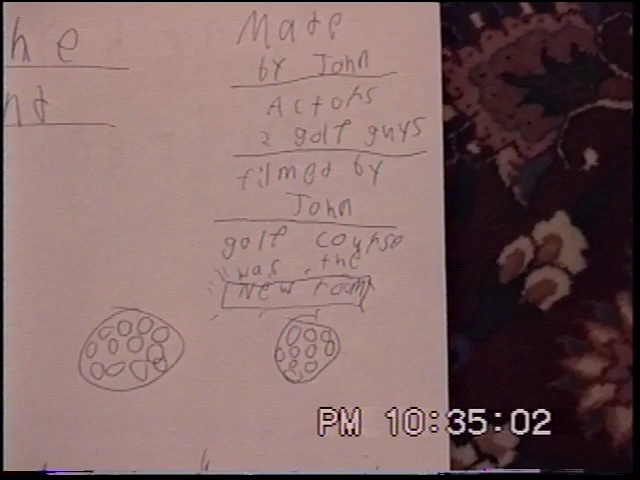 he
nd
Made
by John
Actors
2 golf guys
filmed by
John
golf course
was the
New room
PM 10:35:02